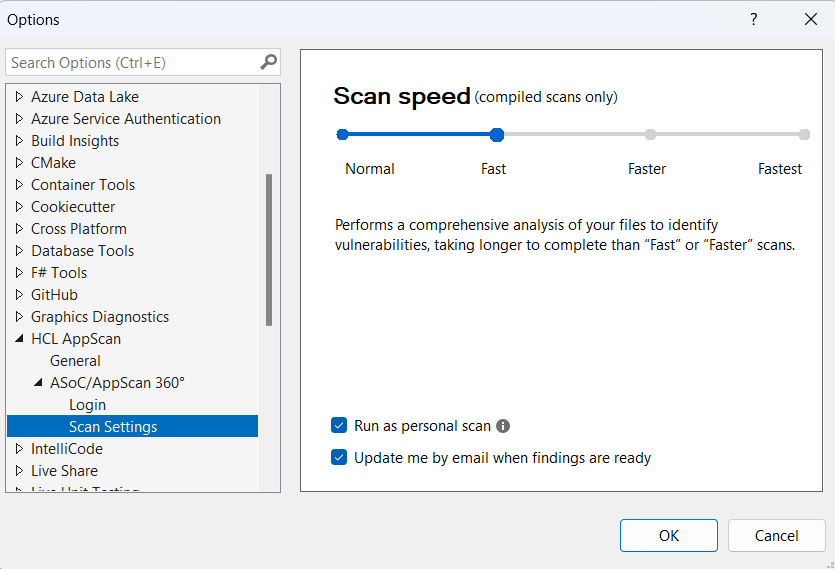 Options
?
Search Options (Ctrl+E)
Azure Data Lake
Azure Service Authentication
Build Insights
CMake
Container Tools
Cookiecutter
Cross Platform
Database Tools
F# Tools
GitHub
Graphics Diagnostics
HCL AppScan
General
ASoC/AppScan 360°
Login
Scan Settings
IntelliCode
Live Share
Live Unit Testing
Scan speed (compiled scans only)
Normal Fast Faster Fastest
Performs a comprehensive analysis of your files to identify
vulnerabilities, taking longer to complete than “Fast” or “Faster” scans.
Run as personal scan
Update me by email when findings are ready
OK Cancel